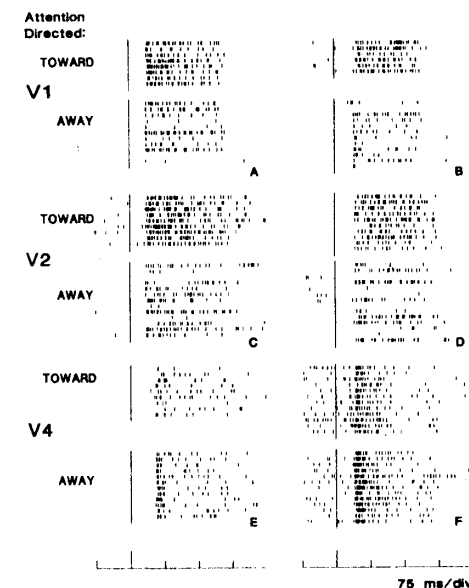 Attention
Directed:
TOWARD
V1
AWAY
A
B
TOWARD
V2
AWAY
C
D
TOWARD
V4
AWAY
E
F
75 ms/div